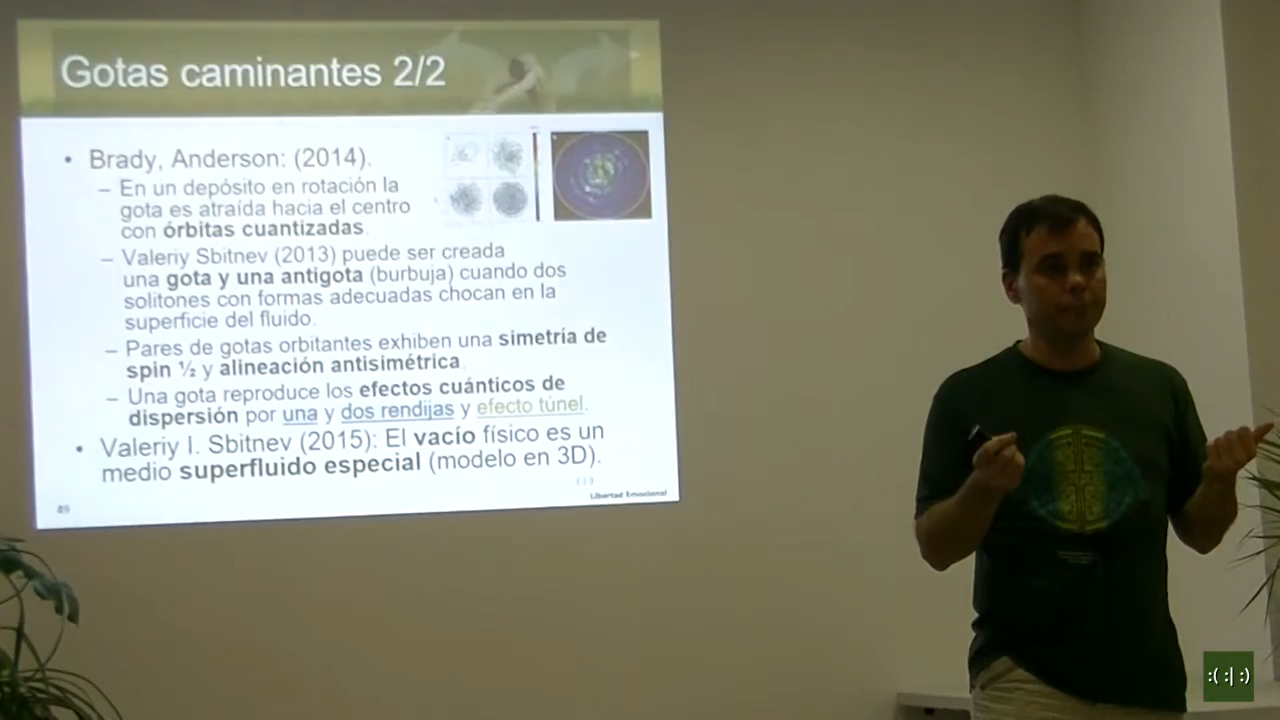 Gotas caminantes 2/2
• Brady, Anderson: (2014).
– En un depósito en rotación la
gota es atraída hacia el centro
con órbitas cuantizadas.
– Valeriy Sbitnev (2013) puede ser creada
una gota y una antigota (burbuja) cuando dos
solitones con formas adecuadas chocan en la
superficie del fluido.
– Pares de gotas orbitantes exhiben una simetría de
spin ½ y alineación antisimétrica.
– Una gota reproduce los efectos cuánticos de
dispersión por una y dos rendijas y efecto túnel.
• Valeriy I. Sbitnev (2015): El vacío físico es un
medio superfluido especial (modelo en 3D).
49
Libertad Emocional
:( :| :)